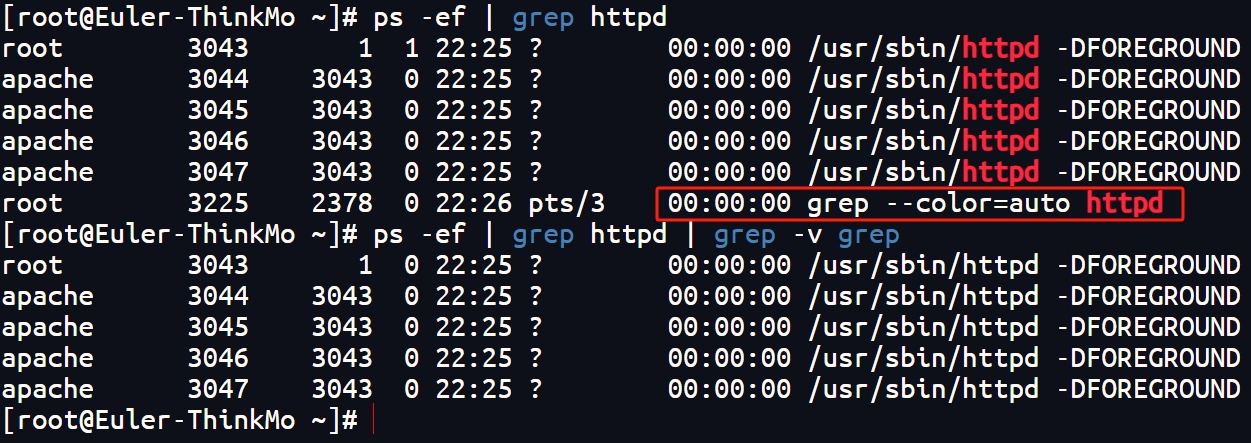 [root@Euler-ThinkMo ~]# ps -ef | grep httpd
root        3043       1  1 22:25 ?        00:00:00 /usr/sbin/httpd -DFOREGROUND
apache      3044    3043  0 22:25 ?        00:00:00 /usr/sbin/httpd -DFOREGROUND
apache      3045    3043  0 22:25 ?        00:00:00 /usr/sbin/httpd -DFOREGROUND
apache      3046    3043  0 22:25 ?        00:00:00 /usr/sbin/httpd -DFOREGROUND
apache      3047    3043  0 22:25 ?        00:00:00 /usr/sbin/httpd -DFOREGROUND
root        3225    2378  0 22:26 pts/3    00:00:00 grep --color=auto httpd
[root@Euler-ThinkMo ~]# ps -ef | grep httpd | grep -v grep
root        3043       1  0 22:25 ?        00:00:00 /usr/sbin/httpd -DFOREGROUND
apache      3044    3043  0 22:25 ?        00:00:00 /usr/sbin/httpd -DFOREGROUND
apache      3045    3043  0 22:25 ?        00:00:00 /usr/sbin/httpd -DFOREGROUND
apache      3046    3043  0 22:25 ?        00:00:00 /usr/sbin/httpd -DFOREGROUND
apache      3047    3043  0 22:25 ?        00:00:00 /usr/sbin/httpd -DFOREGROUND
[root@Euler-ThinkMo ~]#